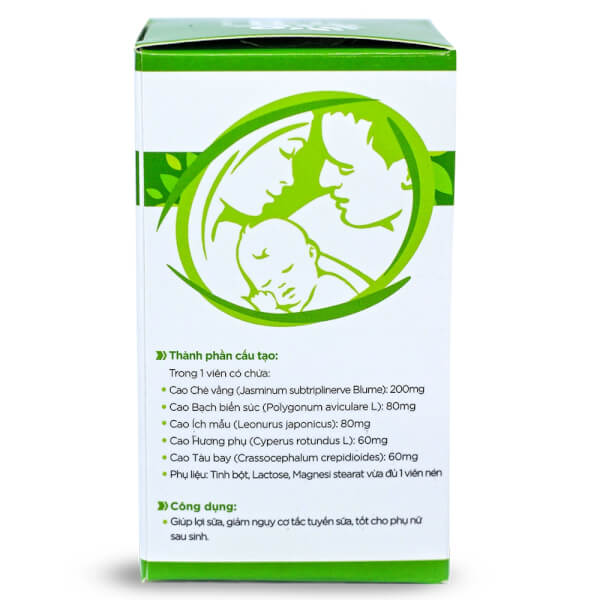 Thành phần cấu tạo:
Trong 1 viên có chứa:
Cao Chè vằng (Jasminum subtriplinerve Blume): 200mg
Cao Bạch biển súc (Polygonum aviculare L): 80mg
Cao Ích mẫu (Leonurus japonicus): 80mg
Cao Hương phụ (Cyperus rotundus L): 60mg
Cao Tàu bay (Crassocephalum crepidioides): 60mg
Phụ liệu: Tinh bột, Lactose, Magnesi stearat vừa đủ 1 viên nén
Công dụng:
Giúp lợi sữa, giảm nguy cơ tắc tuyến sữa, tốt cho phụ nữ
sau sinh.